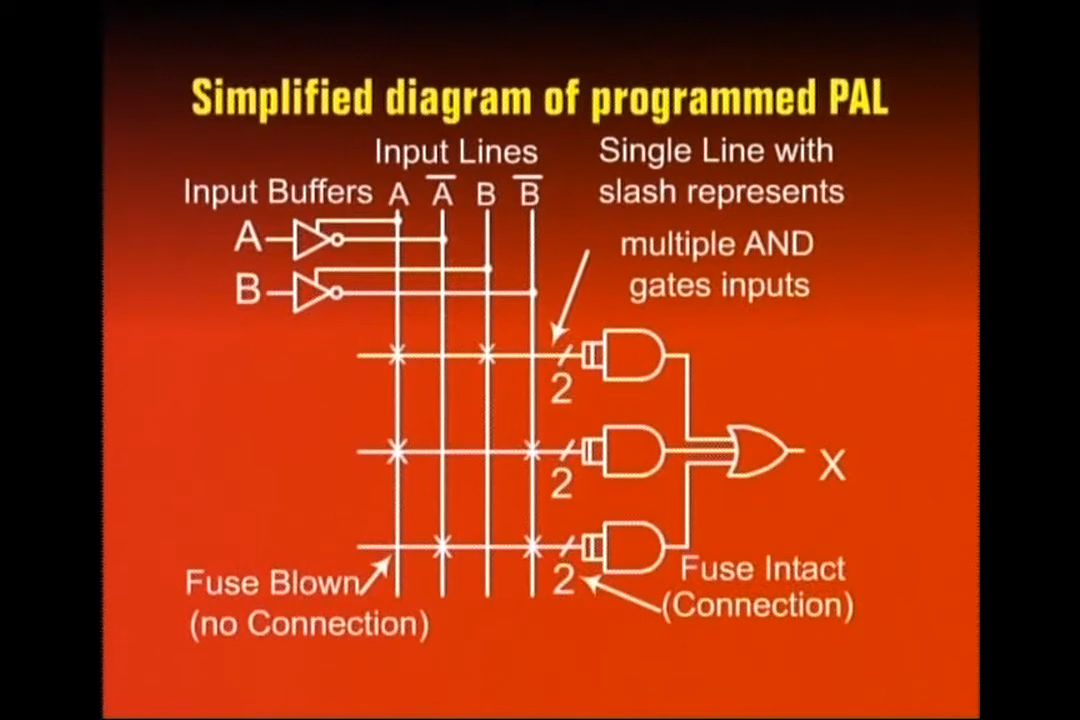 Simplified diagram of programmed PAL
Input Lines
Single Line with
slash represents
multiple AND
gates inputs
Input Buffers A A̅ B B̅
A
B
2
2
2
X
Fuse Blown
(no Connection)
Fuse Intact
(Connection)